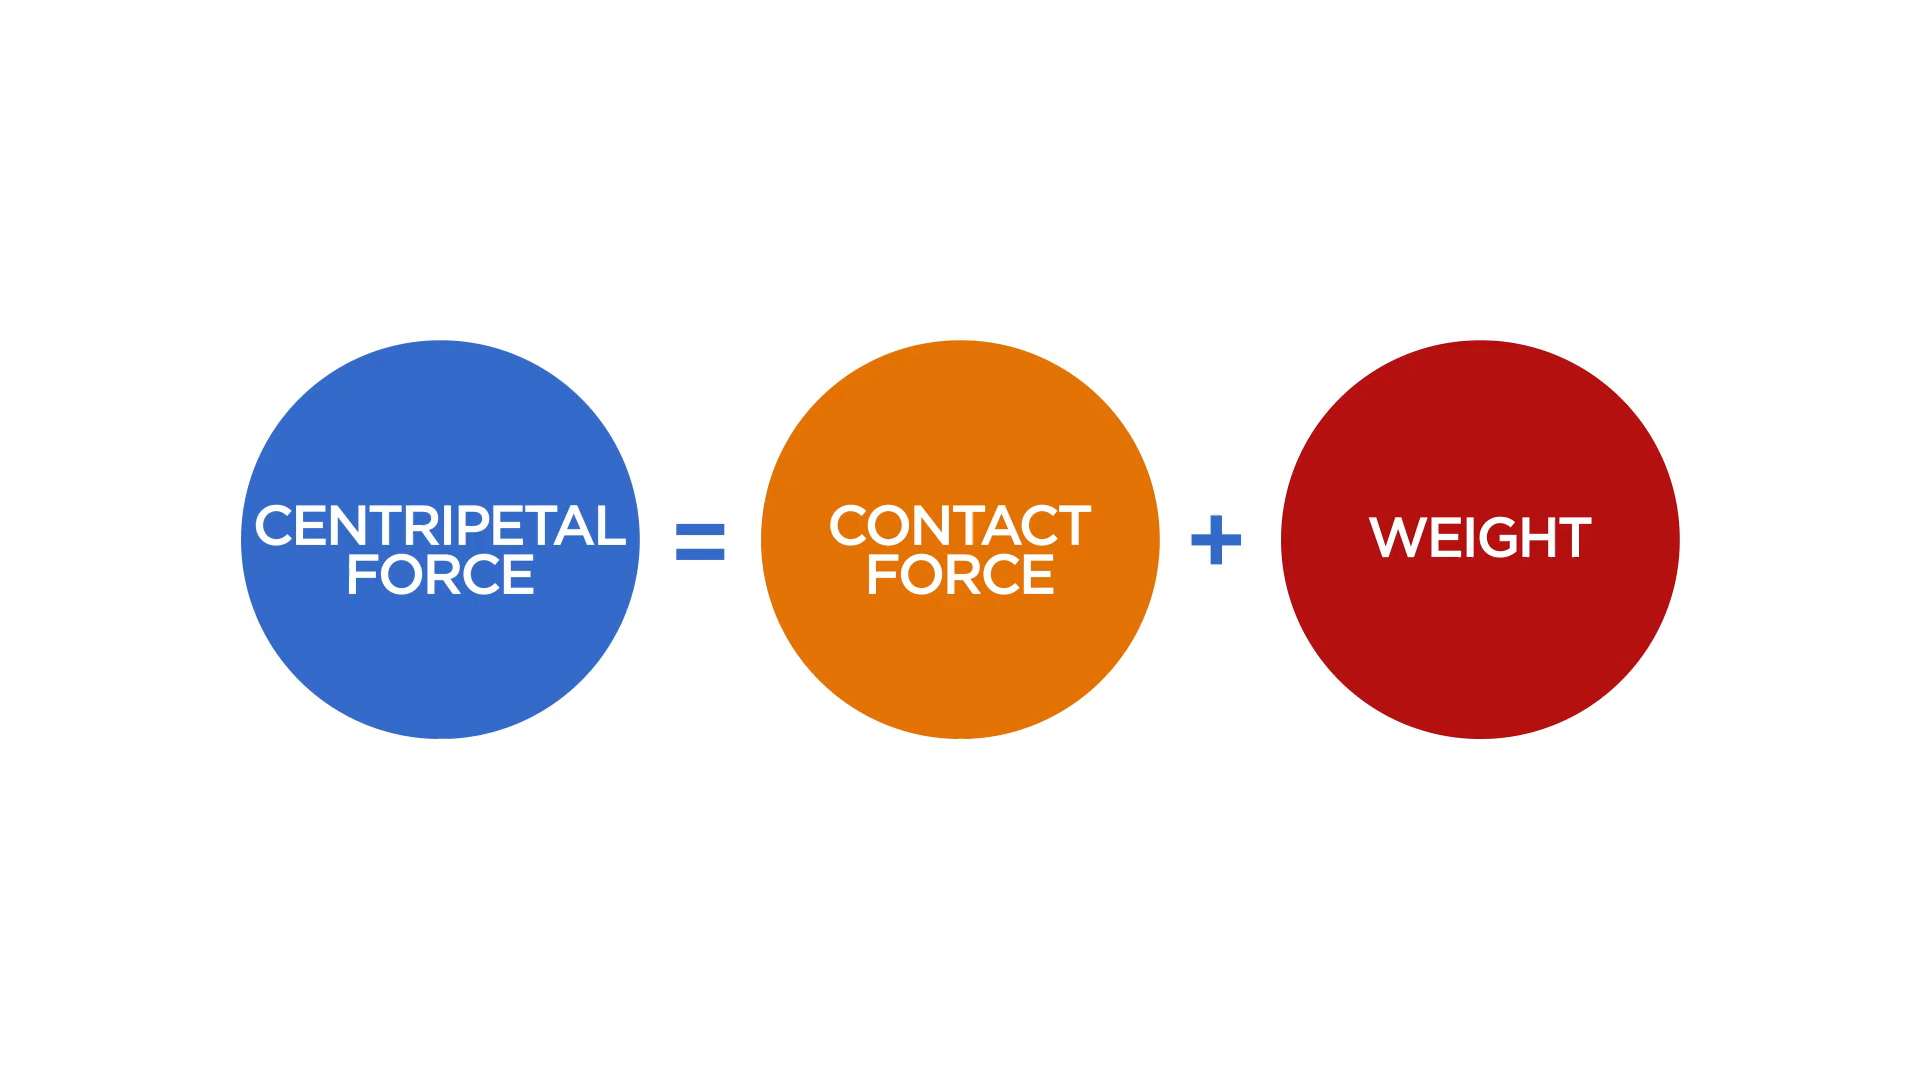 CENTRIPETAL
FORCE
=
CONTACT
FORCE
+
WEIGHT